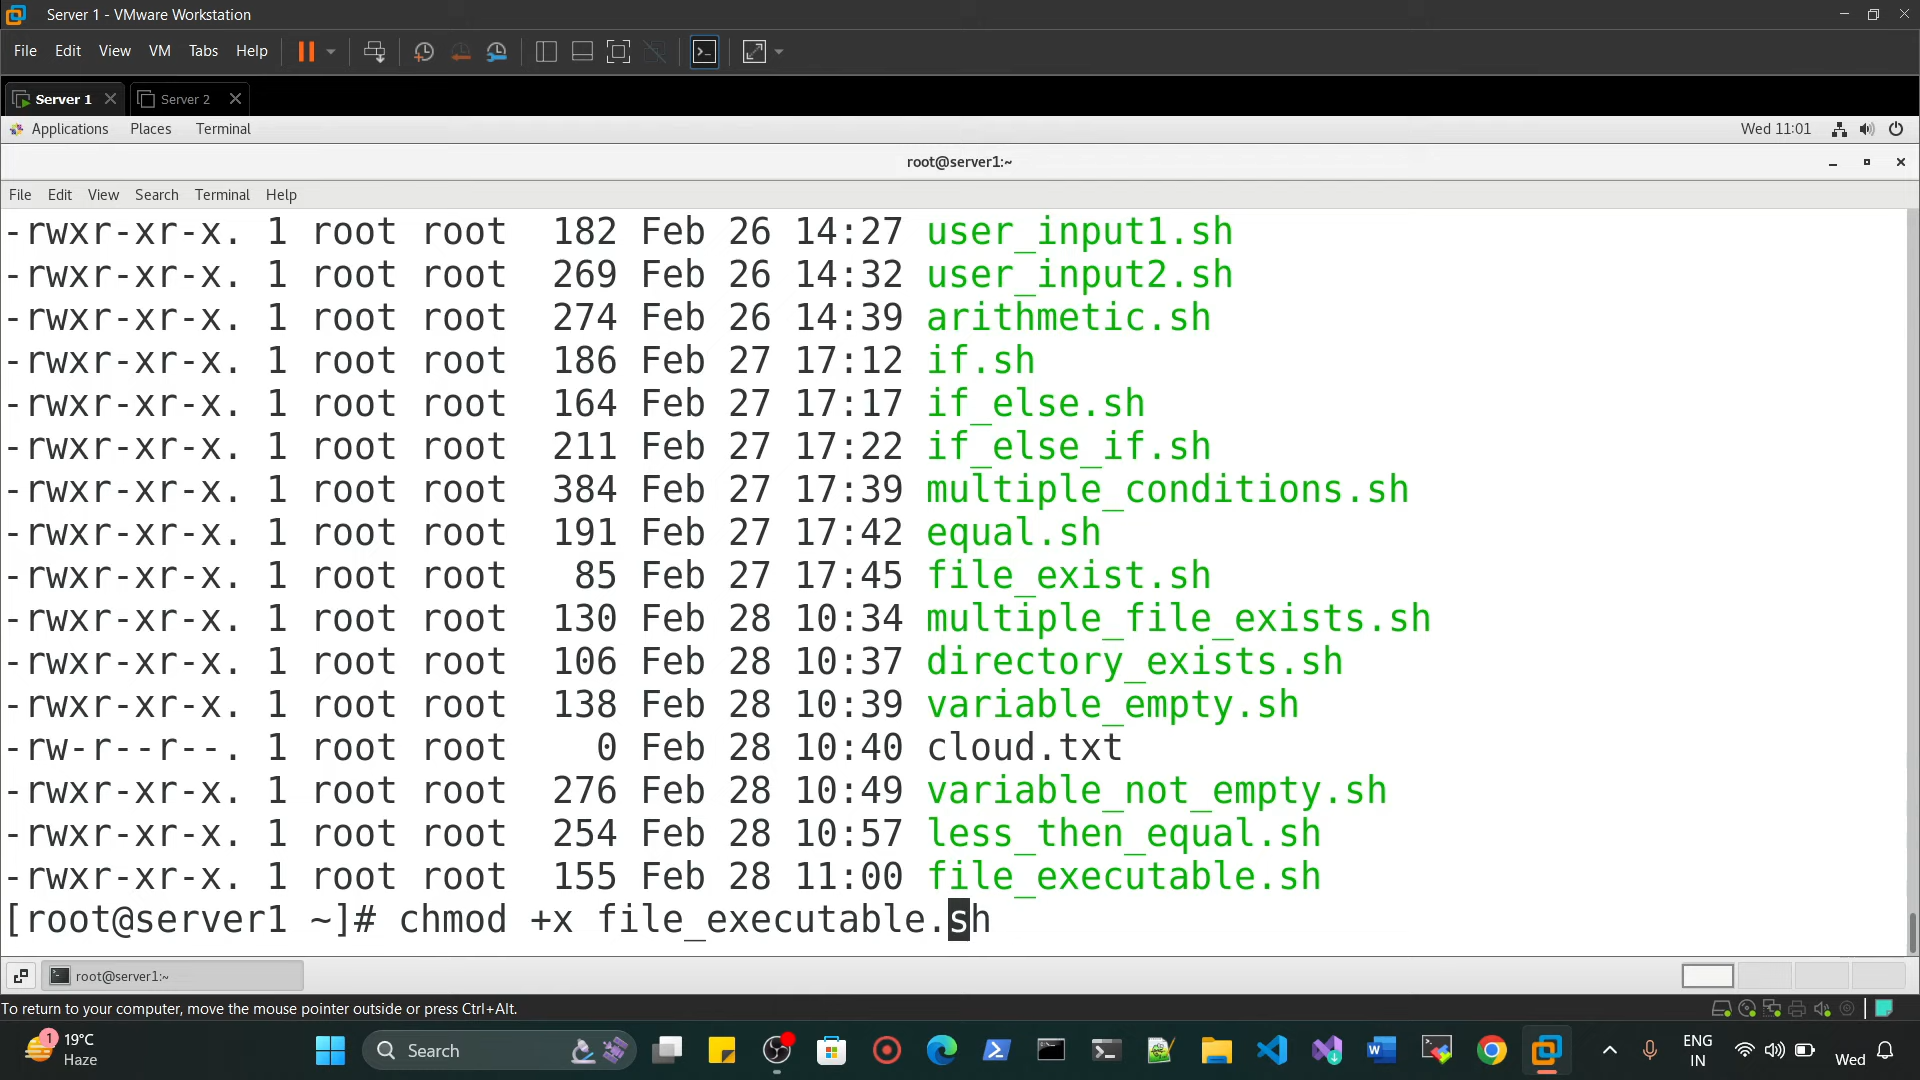 Server 1 - VMware Workstation
File Edit View VM Tabs Help
Server 1 Server 2
Applications Places Terminal Wed 11:01
root@server1:~
File Edit View Search Terminal Help
-rwxr-xr-x. 1 root root 182 Feb 26 14:27 user_input1.sh
-rwxr-xr-x. 1 root root 269 Feb 26 14:32 user_input2.sh
-rwxr-xr-x. 1 root root 274 Feb 26 14:39 arithmetic.sh
-rwxr-xr-x. 1 root root 186 Feb 27 17:12 if.sh
-rwxr-xr-x. 1 root root 164 Feb 27 17:17 if_else.sh
-rwxr-xr-x. 1 root root 211 Feb 27 17:22 if_else_if.sh
-rwxr-xr-x. 1 root root 384 Feb 27 17:39 multiple_conditions.sh
-rwxr-xr-x. 1 root root 191 Feb 27 17:42 equal.sh
-rwxr-xr-x. 1 root root 85 Feb 27 17:45 file_exist.sh
-rwxr-xr-x. 1 root root 130 Feb 28 10:34 multiple_file_exists.sh
-rwxr-xr-x. 1 root root 106 Feb 28 10:37 directory_exists.sh
-rwxr-xr-x. 1 root root 138 Feb 28 10:39 variable_empty.sh
-rw-r--r--. 1 root root 0 Feb 28 10:40 cloud.txt
-rwxr-xr-x. 1 root root 276 Feb 28 10:49 variable_not_empty.sh
-rwxr-xr-x. 1 root root 254 Feb 28 10:57 less_then_equal.sh
-rwxr-xr-x. 1 root root 155 Feb 28 11:00 file_executable.sh
[root@server1 ~]# chmod +x file_executable.sh
root@server1:~
To return to your computer, move the mouse pointer outside or press Ctrl+Alt.
1
19°C
Haze
Search
ENG
IN
Wed